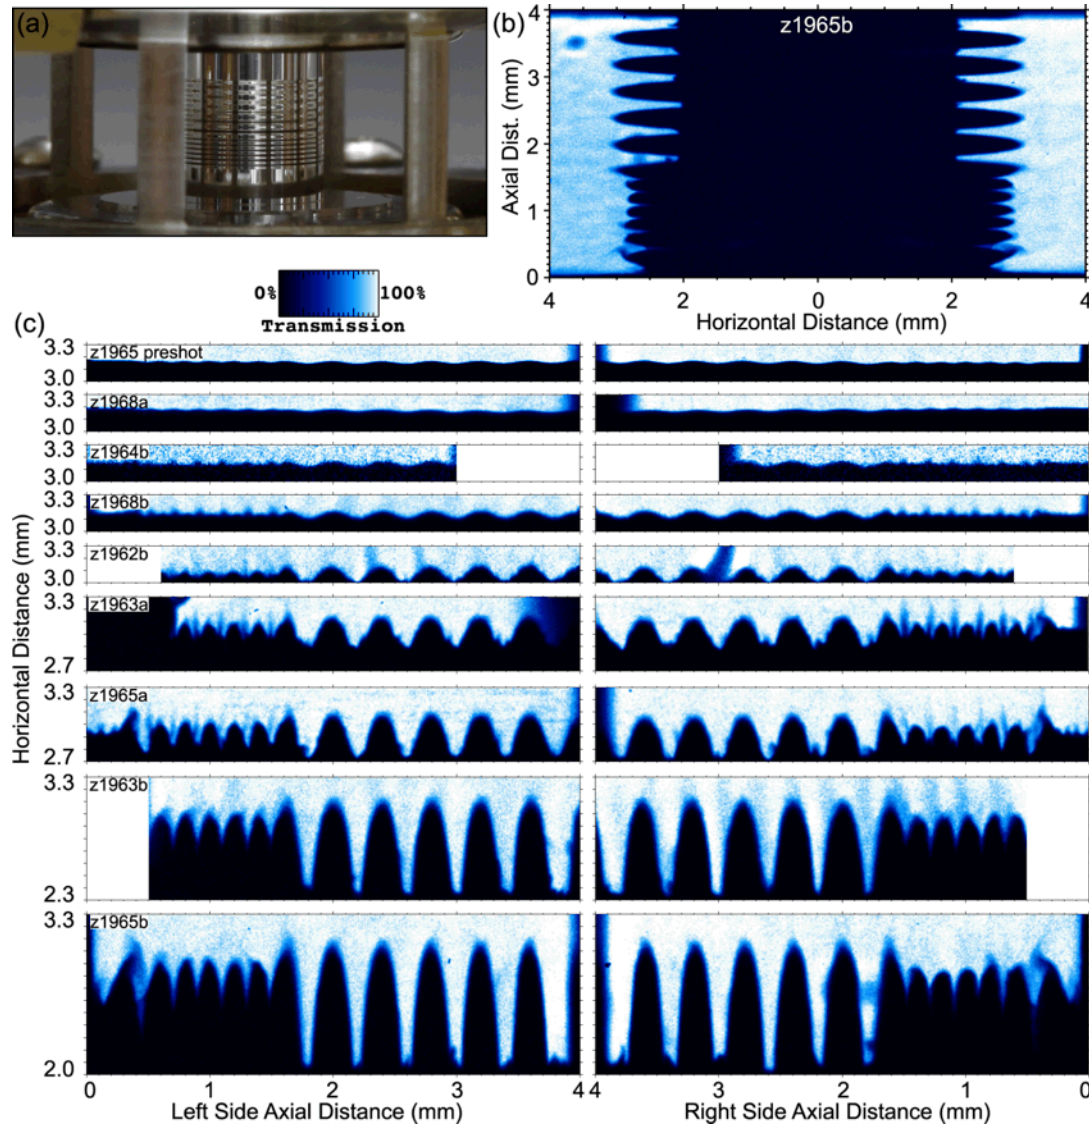 (a)
(b)
z1965b
Axial Dist. (mm)
4
3
2
1
0
4
2
0
2
4
Horizontal Distance (mm)
0%
100%
Transmission
(c)
Horizontal Distance (mm)
z1965 preshot
3.3
3.0
z1968a
3.3
3.0
z1964b
3.3
3.0
z1968b
3.3
3.0
z1962b
3.3
3.0
z1963a
3.3
2.7
z1965a
3.3
2.7
z1963b
3.3
2.3
z1965b
3.3
2.0
0
1
2
3
4
4
3
2
1
0
Left Side Axial Distance (mm)
Right Side Axial Distance (mm)